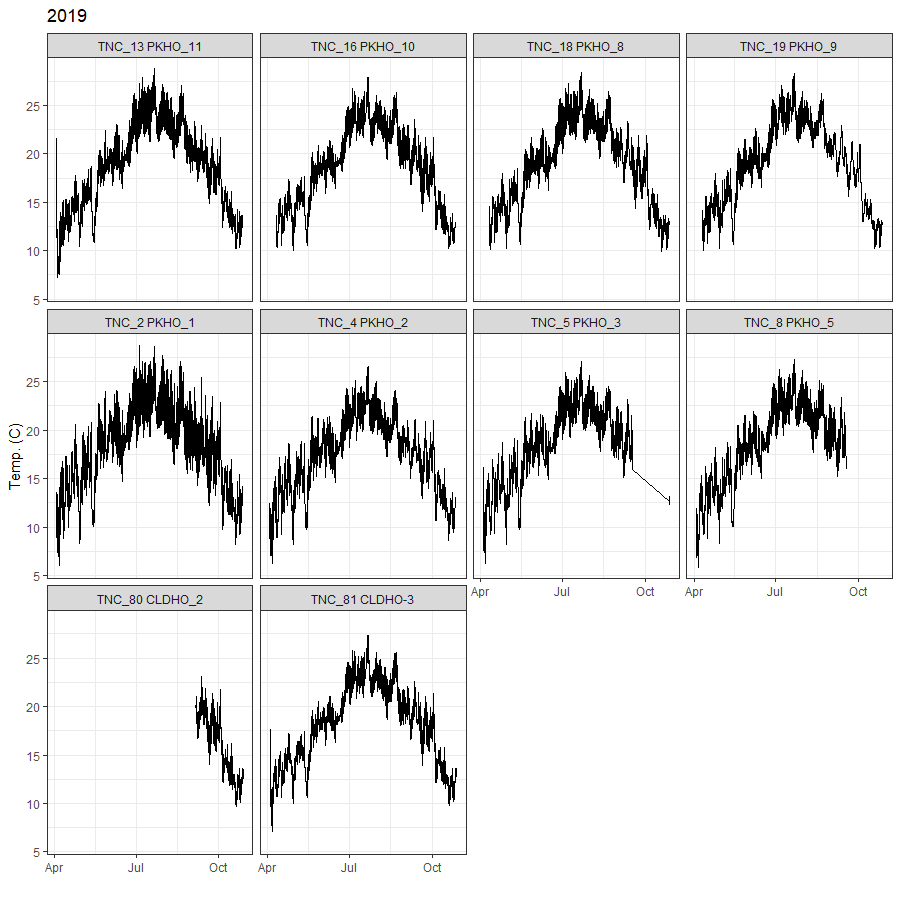 2019
TNC_13 PKHO_11 TNC_16 PKHO_10 TNC_18 PKHO_8 TNC_19 PKHO_9
25
20
15
10
5
TNC_2 PKHO_1 TNC_4 PKHO_2 TNC_5 PKHO_3 TNC_8 PKHO_5
Temp. (C)
25
20
15
10
5
Apr Jul Oct Apr Jul Oct
TNC_80 CLDHO_2 TNC_81 CLDHO-3
25
20
15
10
5
Apr Jul Oct Apr Jul Oct